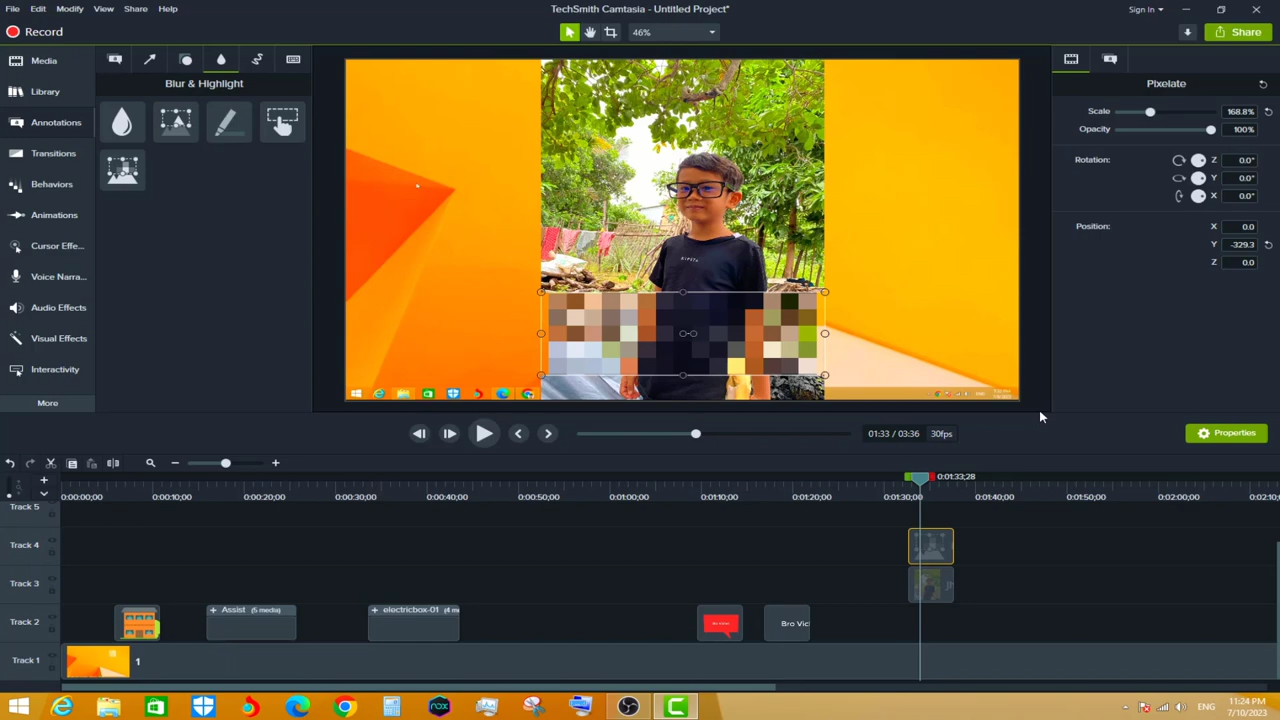 File Edit Modify View Share Help
TechSmith Camtasia - Untitled Project*
Sign In
Record
46%
Share
Media
Library
Annotations
Transitions
Behaviors
Animations
Cursor Effe...
Voice Narra...
Audio Effects
Visual Effects
Interactivity
More
Blur & Highlight
KIPSTA
Pixelate
Scale 168.8%
Opacity 100%
Rotation: Z 0.0°
Y 0.0°
X 0.0°
Position: X 0.0
Y -329.3
Z 0.0
01:33 / 03:36 30fps
Properties
0:01:33;28
0:00:00;00 0:00:10;00 0:00:20;00 0:00:30;00 0:00:40;00 0:00:50;00 0:01:00;00 0:01:10;00 0:01:20;00 0:01:30;00 0:01:40;00 0:01:50;00 0:02:00;00
Track 5
Track 4
Track 3
Track 2
+ Assist (5 media)
+ electricbox-01 (4 me
Bro Vic
Track 1
1
nox
ENG
11:24 PM
7/10/2023